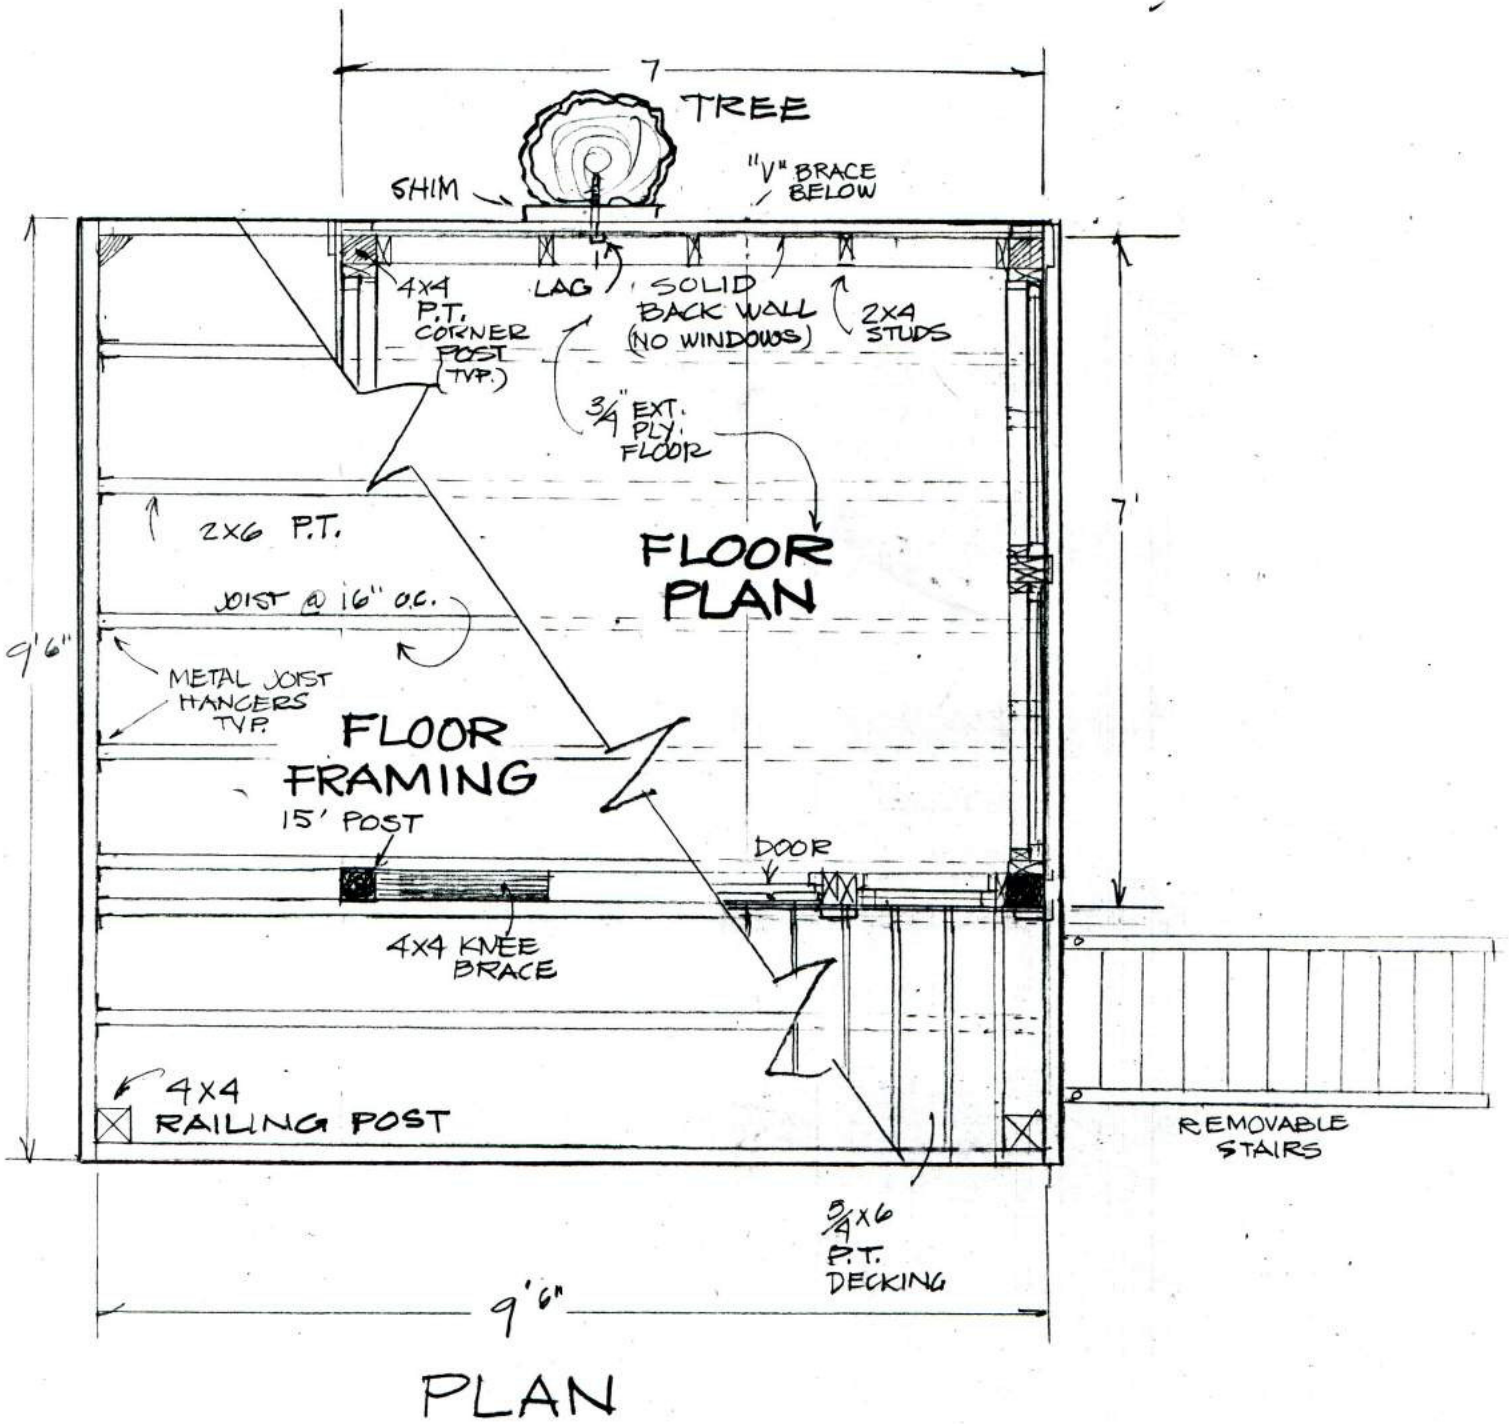 7
TREE
SHIM
"V" BRACE
BELOW
4X4
P.T.
CORNER
POST
(TYP.)
LAG
SOLID
BACK WALL
(NO WINDOWS)
2X4
STUDS
3/4" EXT.
PLY.
FLOOR
7'
2X6 P.T.
FLOOR
PLAN
JOIST @ 16" O.C.
9'6"
METAL JOIST
HANGERS
TYP.
FLOOR
FRAMING
15' POST
DOOR
4X4 KNEE
BRACE
4X4
RAILING POST
REMOVABLE
STAIRS
5/4X6
P.T.
DECKING
9'6"
PLAN